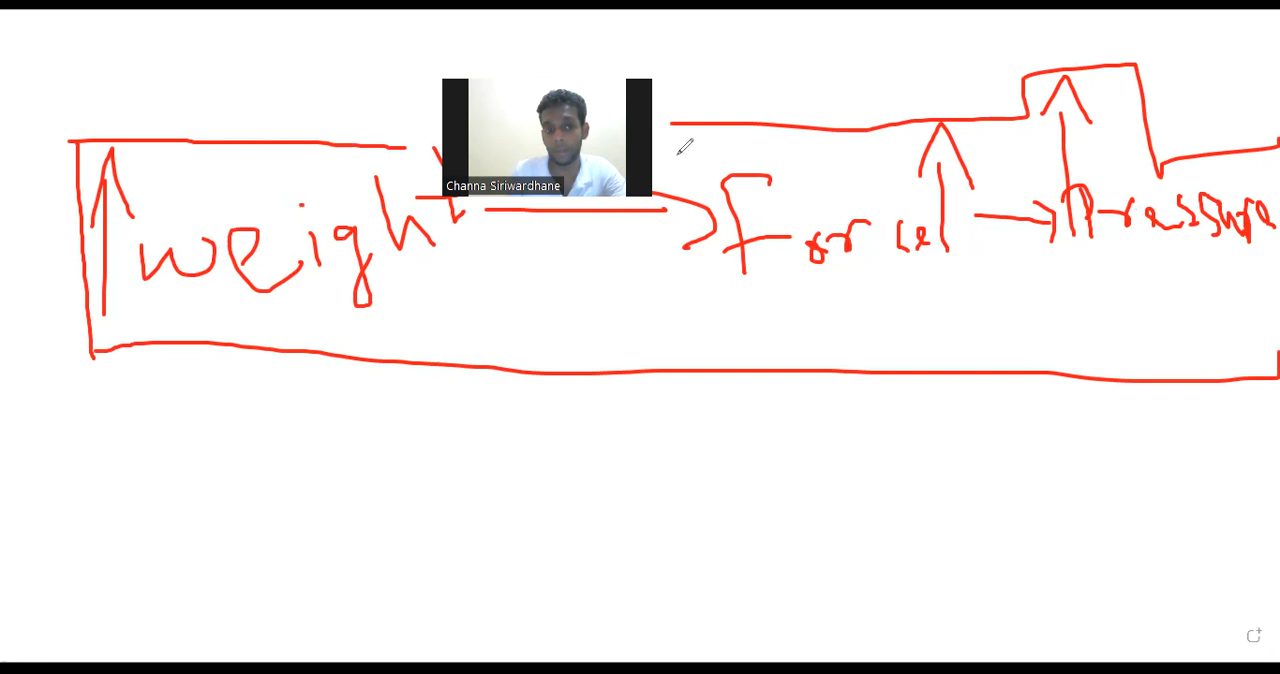 ↑ weight → Force ↑ → ↑ Pressure
Channa Siriwardhane